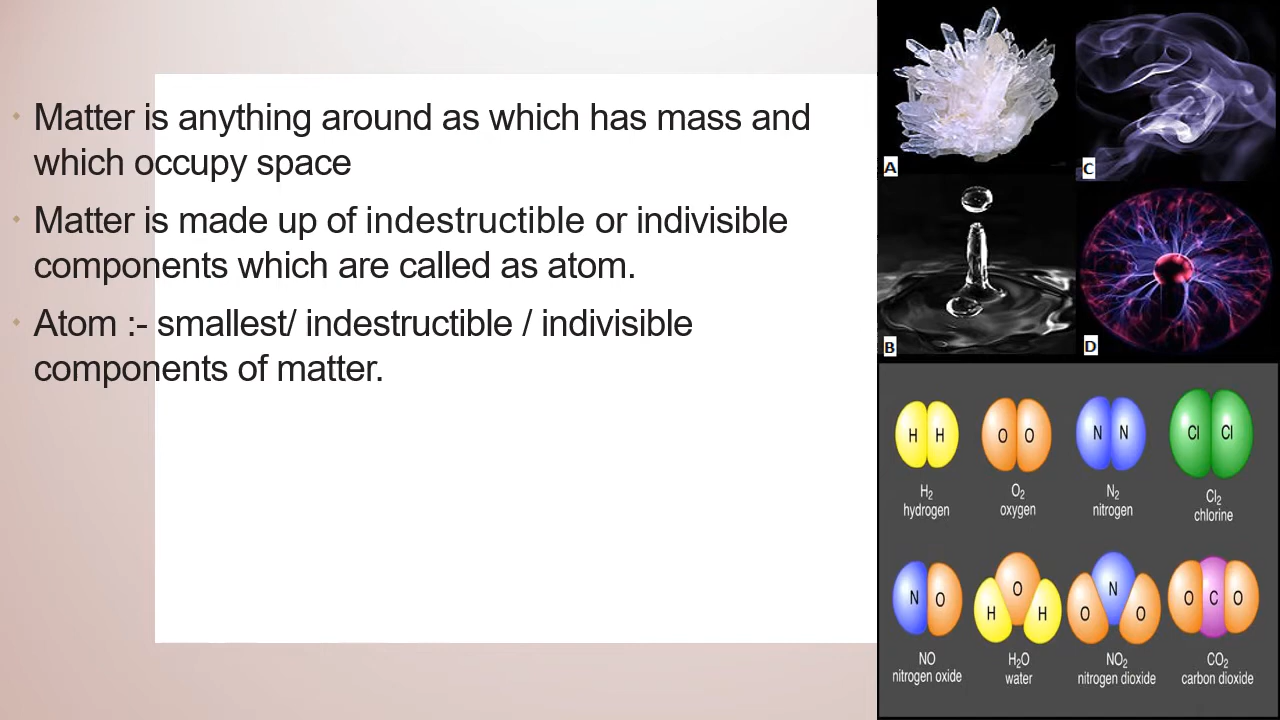 Matter is anything around as which has mass and
which occupy space
Matter is made up of indestructible or indivisible
components which are called as atom.
Atom :- smallest/ indestructible / indivisible
components of matter.
A
C
B
D
H H
O O
N N
Cl Cl
H₂
hydrogen
O₂
oxygen
N₂
nitrogen
Cl₂
chlorine
N O
H O H
O N O
O C O
NO
nitrogen oxide
H₂O
water
NO₂
nitrogen dioxide
CO₂
carbon dioxide